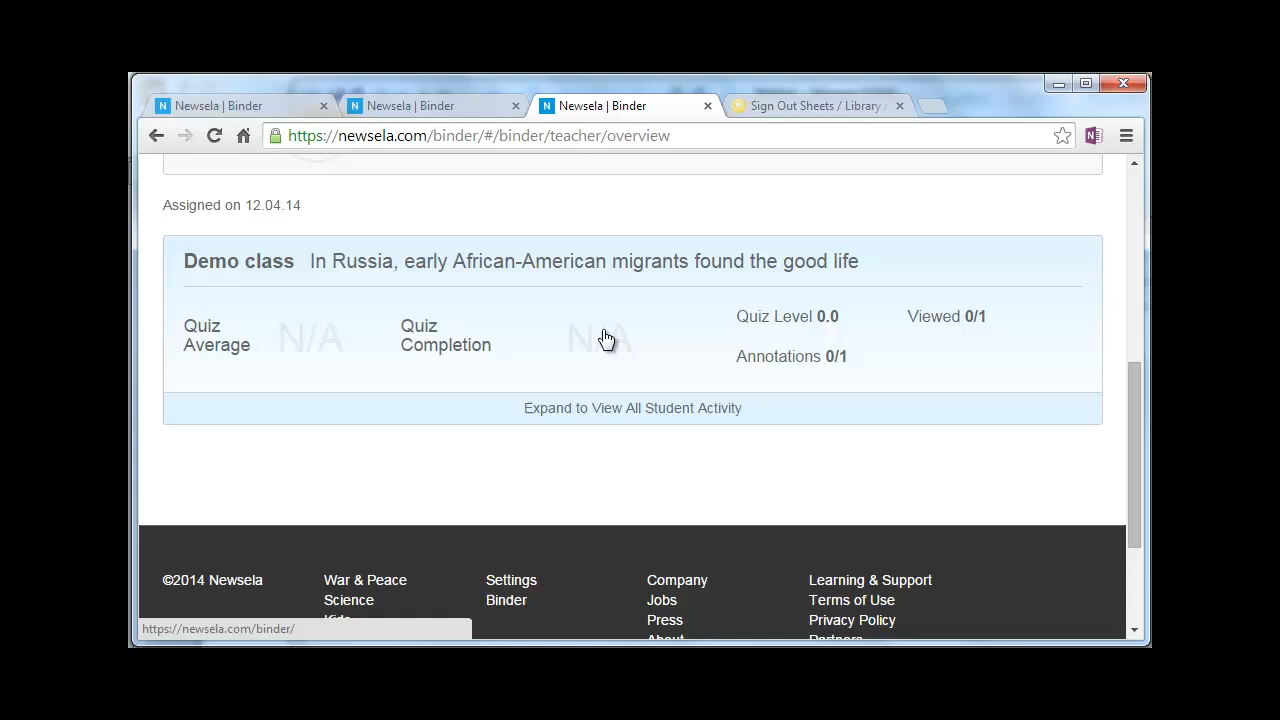 Newsela | Binder
Newsela | Binder
Newsela | Binder
Sign Out Sheets / Library
https://newsela.com/binder/#/binder/teacher/overview
Assigned on 12.04.14
Demo class In Russia, early African-American migrants found the good life
Quiz Average
N/A
Quiz Completion
N/A
Quiz Level 0.0
Viewed 0/1
Annotations 0/1
Expand to View All Student Activity
©2014 Newsela
War & Peace
Science
Kids
Settings
Binder
Company
Jobs
Press
About
Learning & Support
Terms of Use
Privacy Policy
Partners
https://newsela.com/binder/